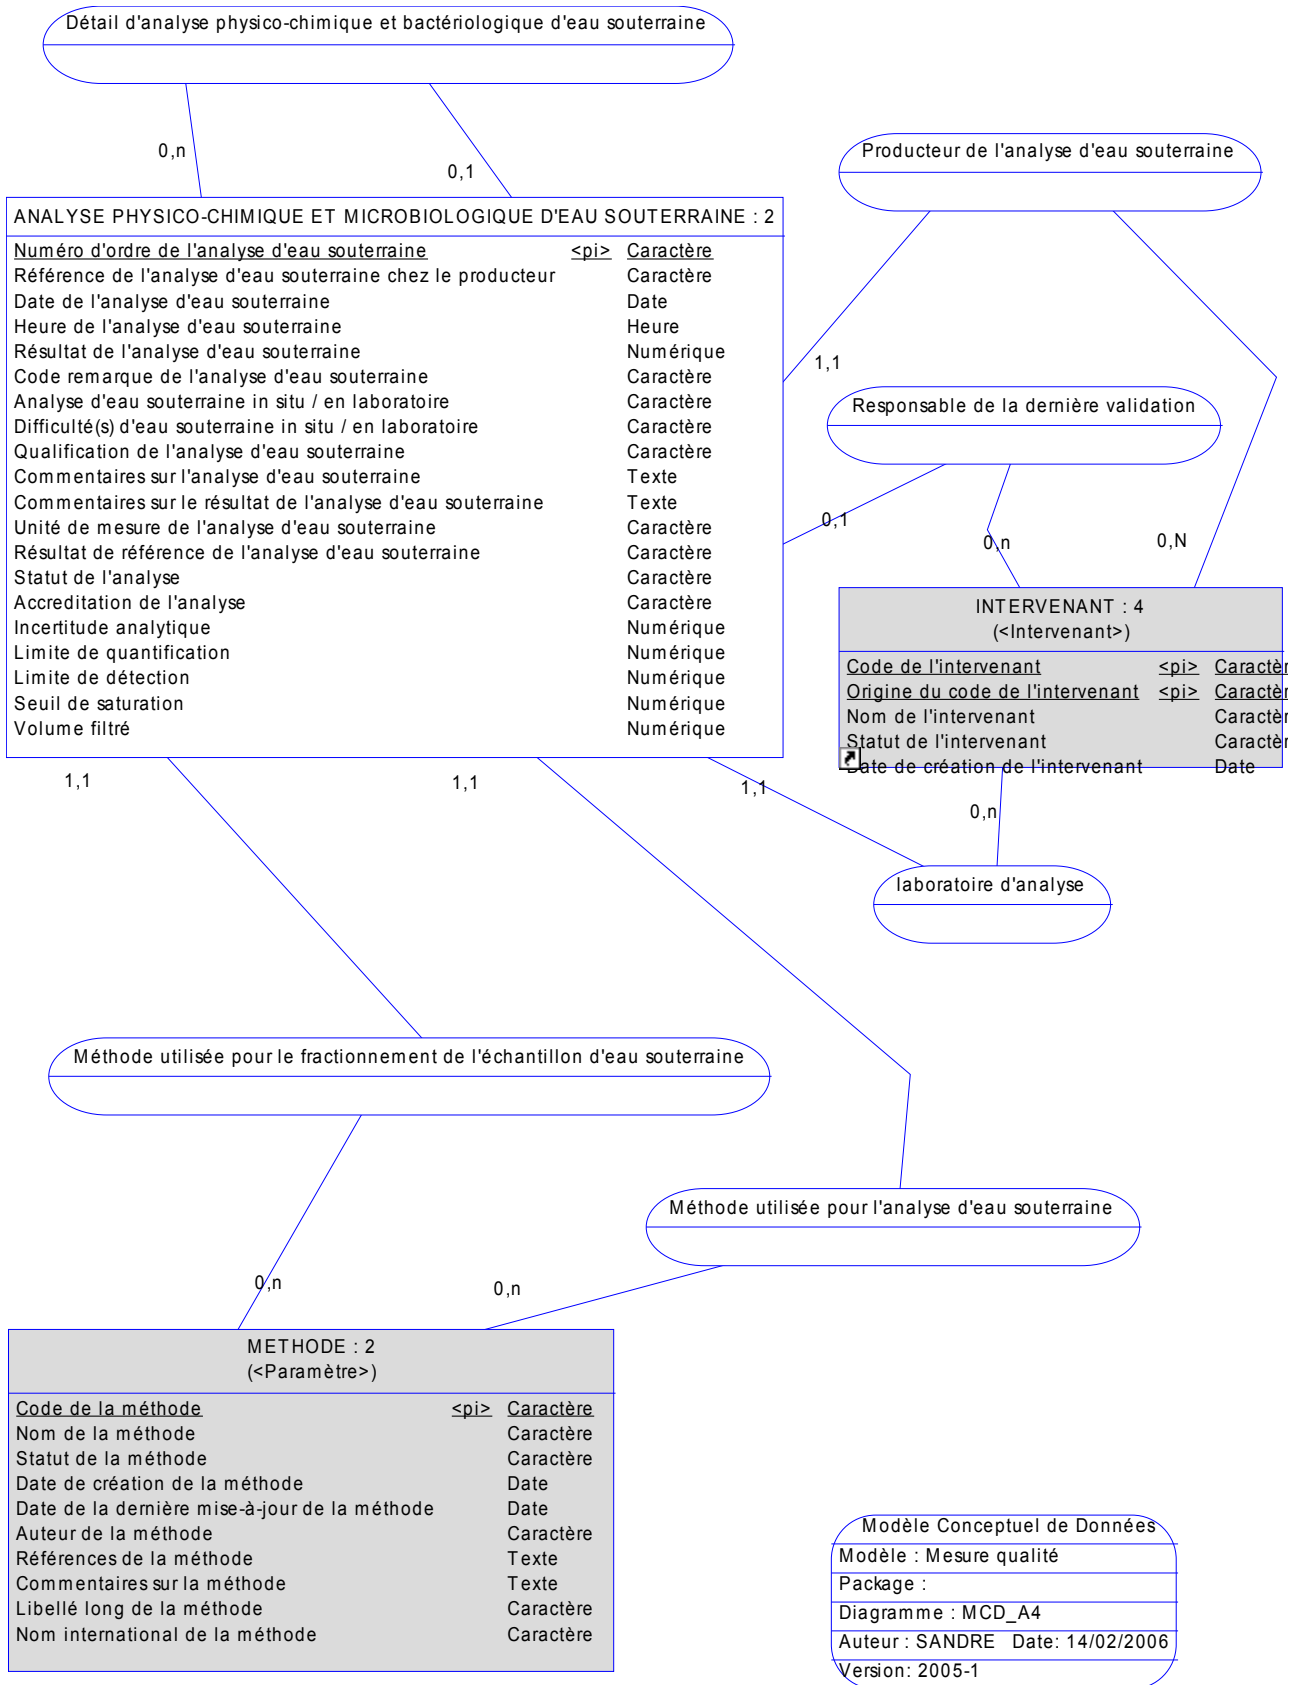 Détail d'analyse physico-chimique et bactériologique d'eau souterraine
0,n
0,1
Producteur de l'analyse d'eau souterraine
ANALYSE PHYSICO-CHIMIQUE ET MICROBIOLOGIQUE D'EAU SOUTERRAINE : 2
Numéro d'ordre de l'analyse d'eau souterraine <pi> Caractère
Référence de l'analyse d'eau souterraine chez le producteur Caractère
Date de l'analyse d'eau souterraine Date
Heure de l'analyse d'eau souterraine Heure
Résultat de l'analyse d'eau souterraine Numérique
Code remarque de l'analyse d'eau souterraine Caractère
Analyse d'eau souterraine in situ / en laboratoire Caractère
Difficulté(s) d'eau souterraine in situ / en laboratoire Caractère
Qualification de l'analyse d'eau souterraine Caractère
Commentaires sur l'analyse d'eau souterraine Texte
Commentaires sur le résultat de l'analyse d'eau souterraine Texte
Unité de mesure de l'analyse d'eau souterraine Caractère
Résultat de référence de l'analyse d'eau souterraine Caractère
Statut de l'analyse Caractère
Accreditation de l'analyse Caractère
Incertitude analytique Numérique
Limite de quantification Numérique
Limite de détection Numérique
Seuil de saturation Numérique
Volume filtré Numérique
1,1
Responsable de la dernière validation
0,1
0,n
0,N
INTERVENANT : 4
(<Intervenant>)
Code de l'intervenant <pi> Caractèr
Origine du code de l'intervenant <pi> Caractèr
Nom de l'intervenant Caractèr
Statut de l'intervenant Caractèr
Date de création de l'intervenant Date
1,1
1,1
1,1
0,n
laboratoire d'analyse
Méthode utilisée pour le fractionnement de l'échantillon d'eau souterraine
Méthode utilisée pour l'analyse d'eau souterraine
0,n
0,n
METHODE : 2
(<Paramètre>)
Code de la méthode <pi> Caractère
Nom de la méthode Caractère
Statut de la méthode Caractère
Date de création de la méthode Date
Date de la dernière mise-à-jour de la méthode Date
Auteur de la méthode Caractère
Références de la méthode Texte
Commentaires sur la méthode Texte
Libellé long de la méthode Caractère
Nom international de la méthode Caractère
Modèle Conceptuel de Données
Modèle : Mesure qualité
Package :
Diagramme : MCD_A4
Auteur : SANDRE Date: 14/02/2006
Version: 2005-1